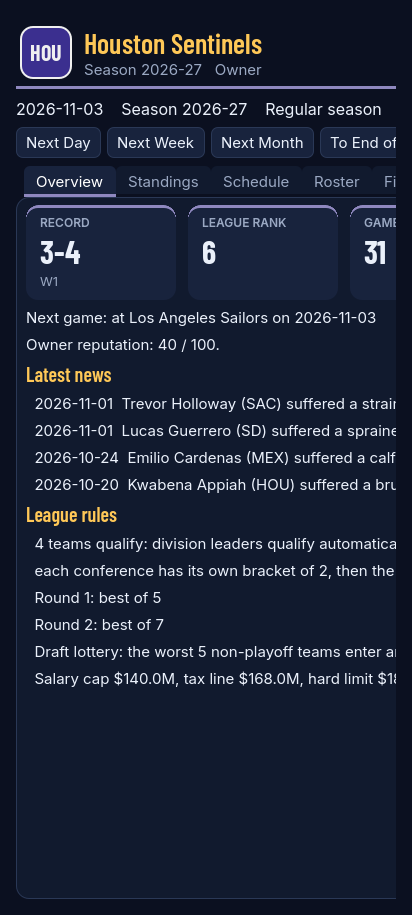 HOU
Houston Sentinels
Season 2026-27 Owner
2026-11-03 Season 2026-27 Regular season
Next Day Next Week Next Month To End of
Overview Standings Schedule Roster Fi
RECORD LEAGUE RANK GAME
3-4 6 31
W1
Next game: at Los Angeles Sailors on 2026-11-03
Owner reputation: 40 / 100.
Latest news
2026-11-01 Trevor Holloway (SAC) suffered a strain
2026-11-01 Lucas Guerrero (SD) suffered a spraine
2026-10-24 Emilio Cardenas (MEX) suffered a calf
2026-10-20 Kwabena Appiah (HOU) suffered a bru
League rules
4 teams qualify: division leaders qualify automatica
each conference has its own bracket of 2, then the
Round 1: best of 5
Round 2: best of 7
Draft lottery: the worst 5 non-playoff teams enter a
Salary cap $140.0M, tax line $168.0M, hard limit $18